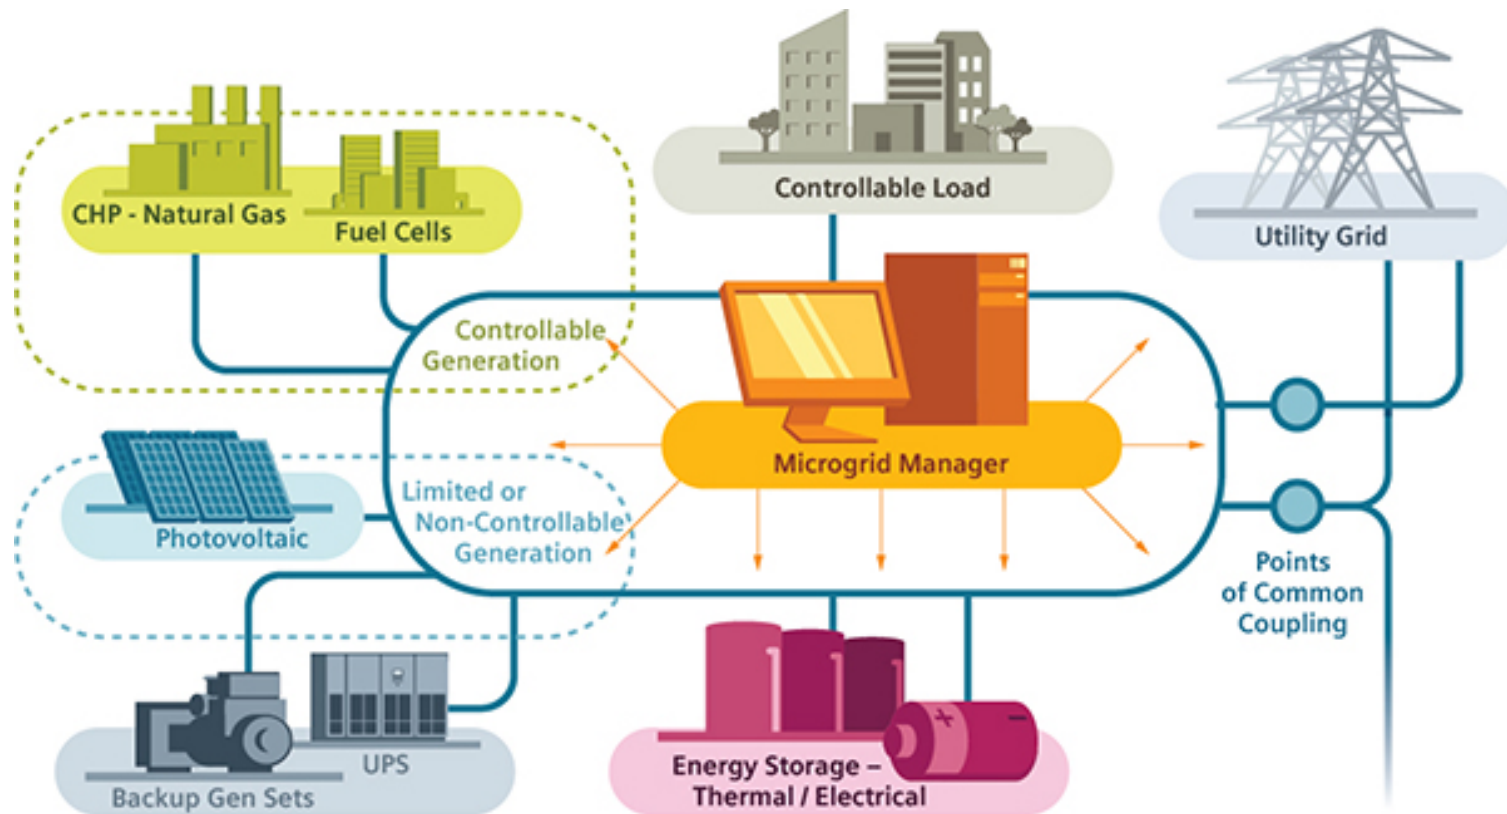 CHP - Natural Gas
Fuel Cells
Controllable Load
Utility Grid
Controllable
Generation
Microgrid Manager
Photovoltaic
Limited or
Non-Controllable
Generation
Points
of Common
Coupling
UPS
Backup Gen Sets
Energy Storage –
Thermal / Electrical